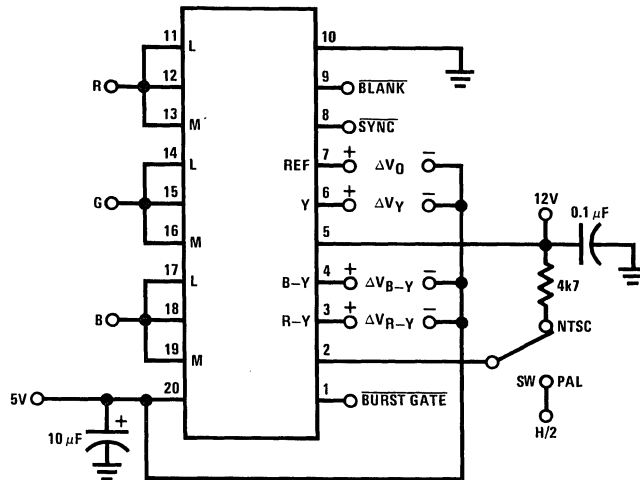 11 L 10
R 12 9 BLANK
13 M 8 SYNC
14 L REF 7 + ΔV0 −
G 15 Y 6 + ΔVY − 12V 0.1 μF
16 M 5
17 L B−Y 4 + ΔVB−Y − 4k7
B 18 R−Y 3 + ΔVR−Y − NTSC
19 M 2
5V 20 1 BURST GATE SW PAL
10 μF + H/2